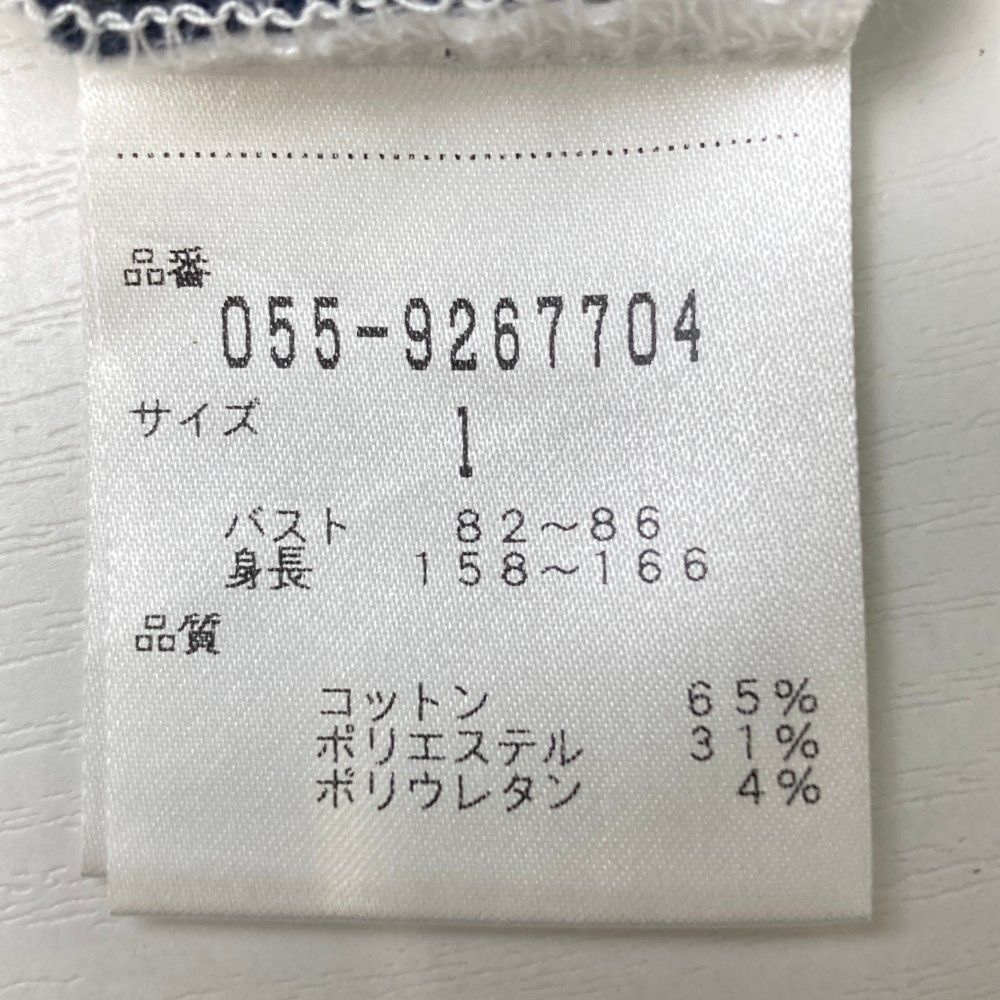 品番
055-9267704
サイズ 1
バスト 82～86
身長 158～166
品質
コットン 65%
ポリエステル 31%
ポリウレタン 4%